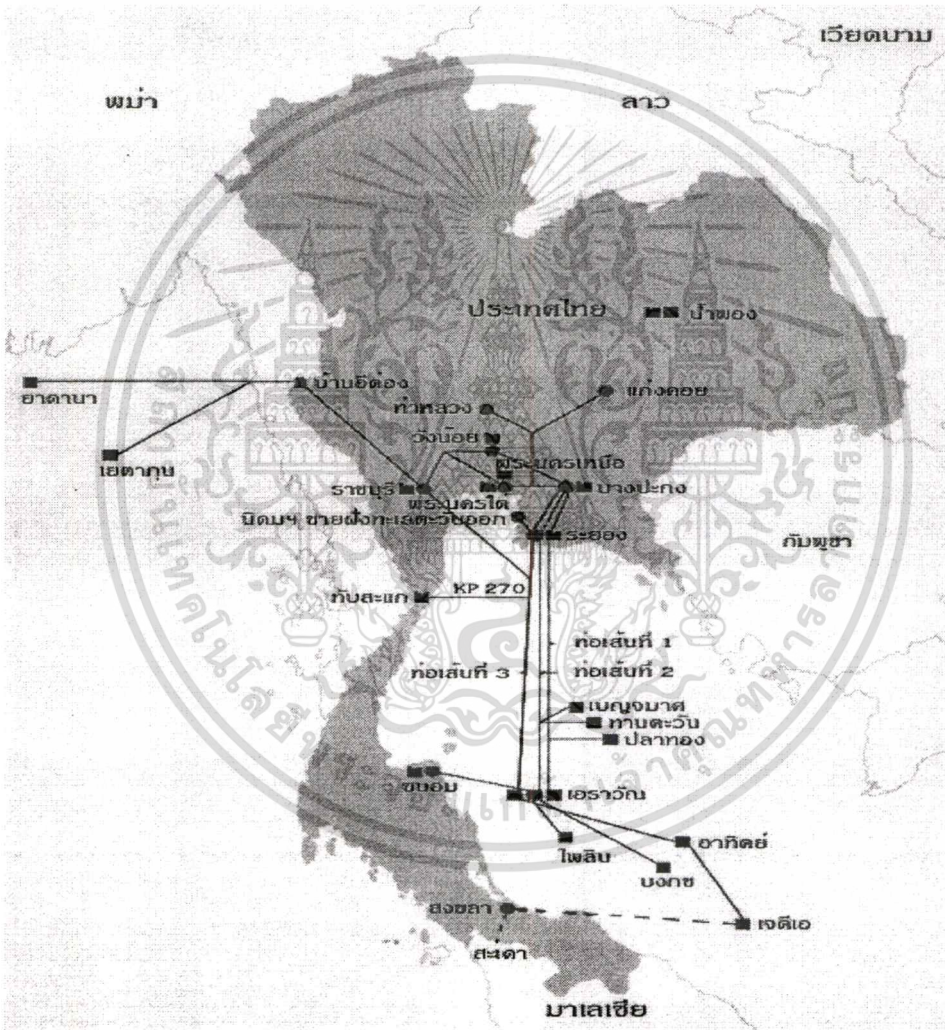 เวียดนาม
พม่า
ลาว
ประเทศไทย
น้ำพอง
ยาดานา
บ้านอีต่อง
แก่งคอย
ท่าหลวง
วังน้อย
เยตากุน
พระนครเหนือ
ราชบุรี
พระนครใต้
บางปะกง
นิคมฯ ชายฝั่งทะเลตะวันออก
ระยอง
กัมพูชา
ทับสะแก
KP 270
ท่อเส้นที่ 1
ท่อเส้นที่ 3
ท่อเส้นที่ 2
เบญจมาศ
ทานตะวัน
ปลาทอง
ขนอม
เอราวัณ
ไพลิน
อาทิตย์
บงกช
สงขลา
เจดีเอ
สะเดา
มาเลเซีย